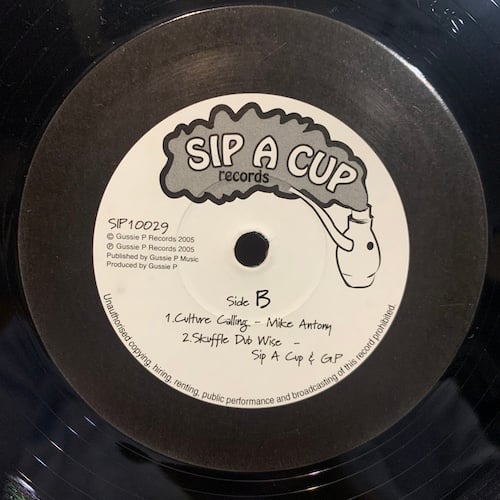 SIP A CUP
records
SIP10029
© Gussie P Records 2005
℗ Gussie P Records 2005
Published by Gussie P Music
Produced by Gussie P
Side B
1.Culture Calling - Mike Antony
2.Skuffle Dub Wise -
Sip A Cup & G.P
Unauthorised copying, hiring, renting, public performance and broadcasting of this record prohibited.